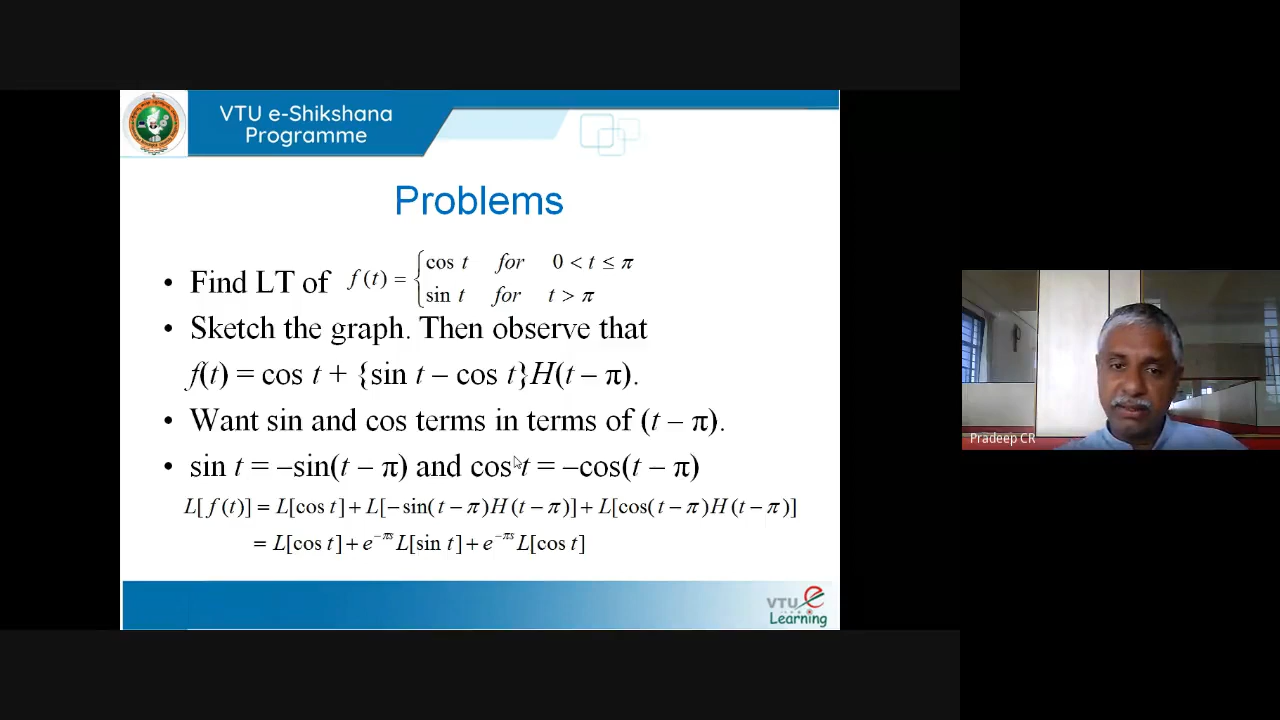 VTU e-Shikshana
Programme
Problems
• Find LT of f(t) = { cos t for 0 < t ≤ π
sin t for t > π
• Sketch the graph. Then observe that
f(t) = cos t + {sin t – cos t}H(t – π).
• Want sin and cos terms in terms of (t – π).
• sin t = –sin(t – π) and cos t = –cos(t – π)
L[f(t)] = L[cos t] + L[− sin(t − π)H(t − π)] + L[cos(t − π)H(t − π)]
= L[cos t] + e^{−πs} L[sin t] + e^{−πs} L[cos t]
VTU e
Learning
Pradeep CR